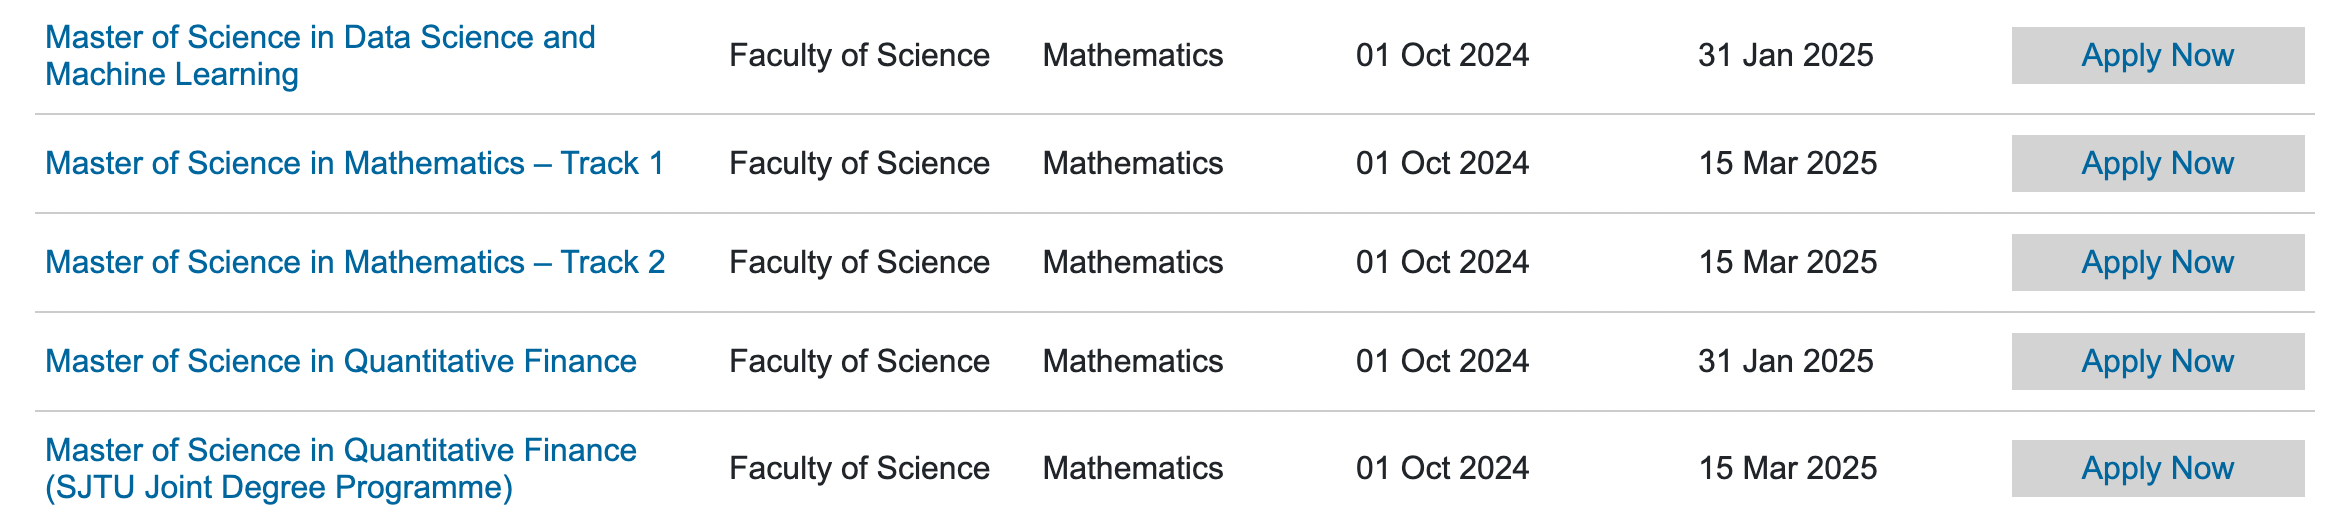 Master of Science in Data Science and
Machine Learning
Faculty of Science
Mathematics
01 Oct 2024
31 Jan 2025
Apply Now
Master of Science in Mathematics – Track 1
Faculty of Science
Mathematics
01 Oct 2024
15 Mar 2025
Apply Now
Master of Science in Mathematics – Track 2
Faculty of Science
Mathematics
01 Oct 2024
15 Mar 2025
Apply Now
Master of Science in Quantitative Finance
Faculty of Science
Mathematics
01 Oct 2024
31 Jan 2025
Apply Now
Master of Science in Quantitative Finance
(SJTU Joint Degree Programme)
Faculty of Science
Mathematics
01 Oct 2024
15 Mar 2025
Apply Now